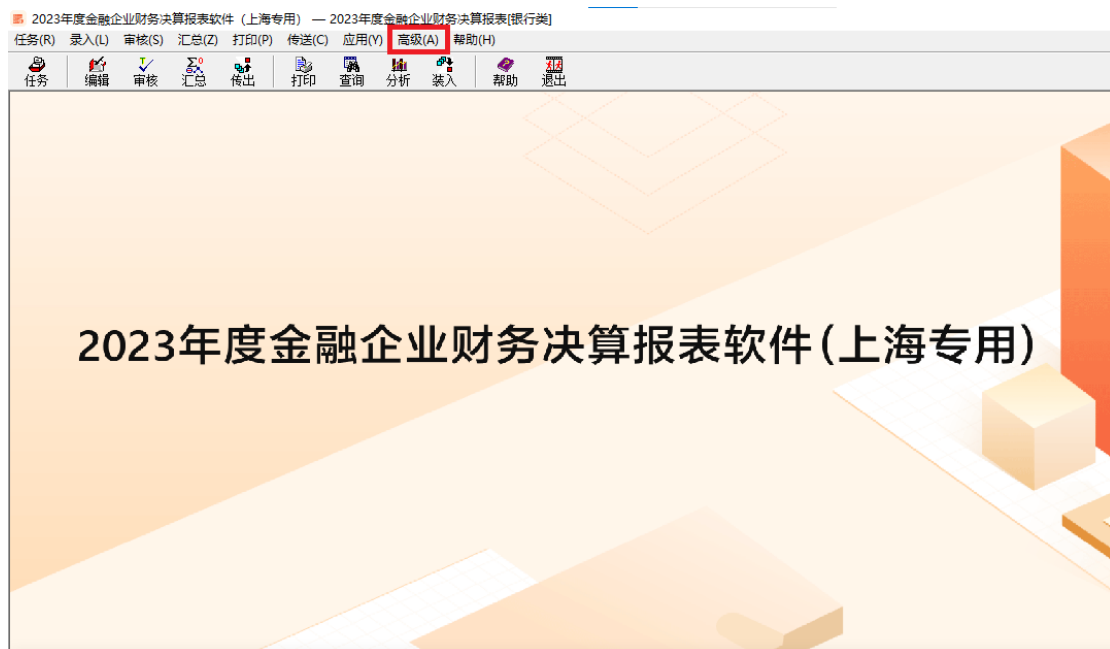 2023年度金融企业财务决算报表软件（上海专用） — 2023年度金融企业财务决算报表[银行类]
任务(R) 录入(L) 审核(S) 汇总(Z) 打印(P) 传送(C) 应用(Y) 高级(A) 帮助(H)
任务 编辑 审核 汇总 传出 打印 查询 分析 装入 帮助 退出
2023年度金融企业财务决算报表软件(上海专用)